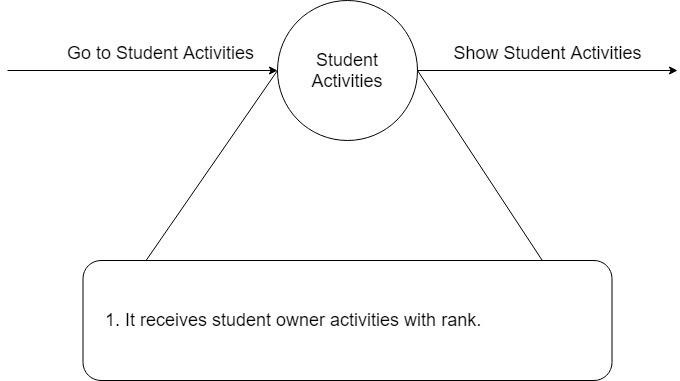 Go to Student Activities
Student
Activities
Show Student Activities
1. It receives student owner activities with rank.